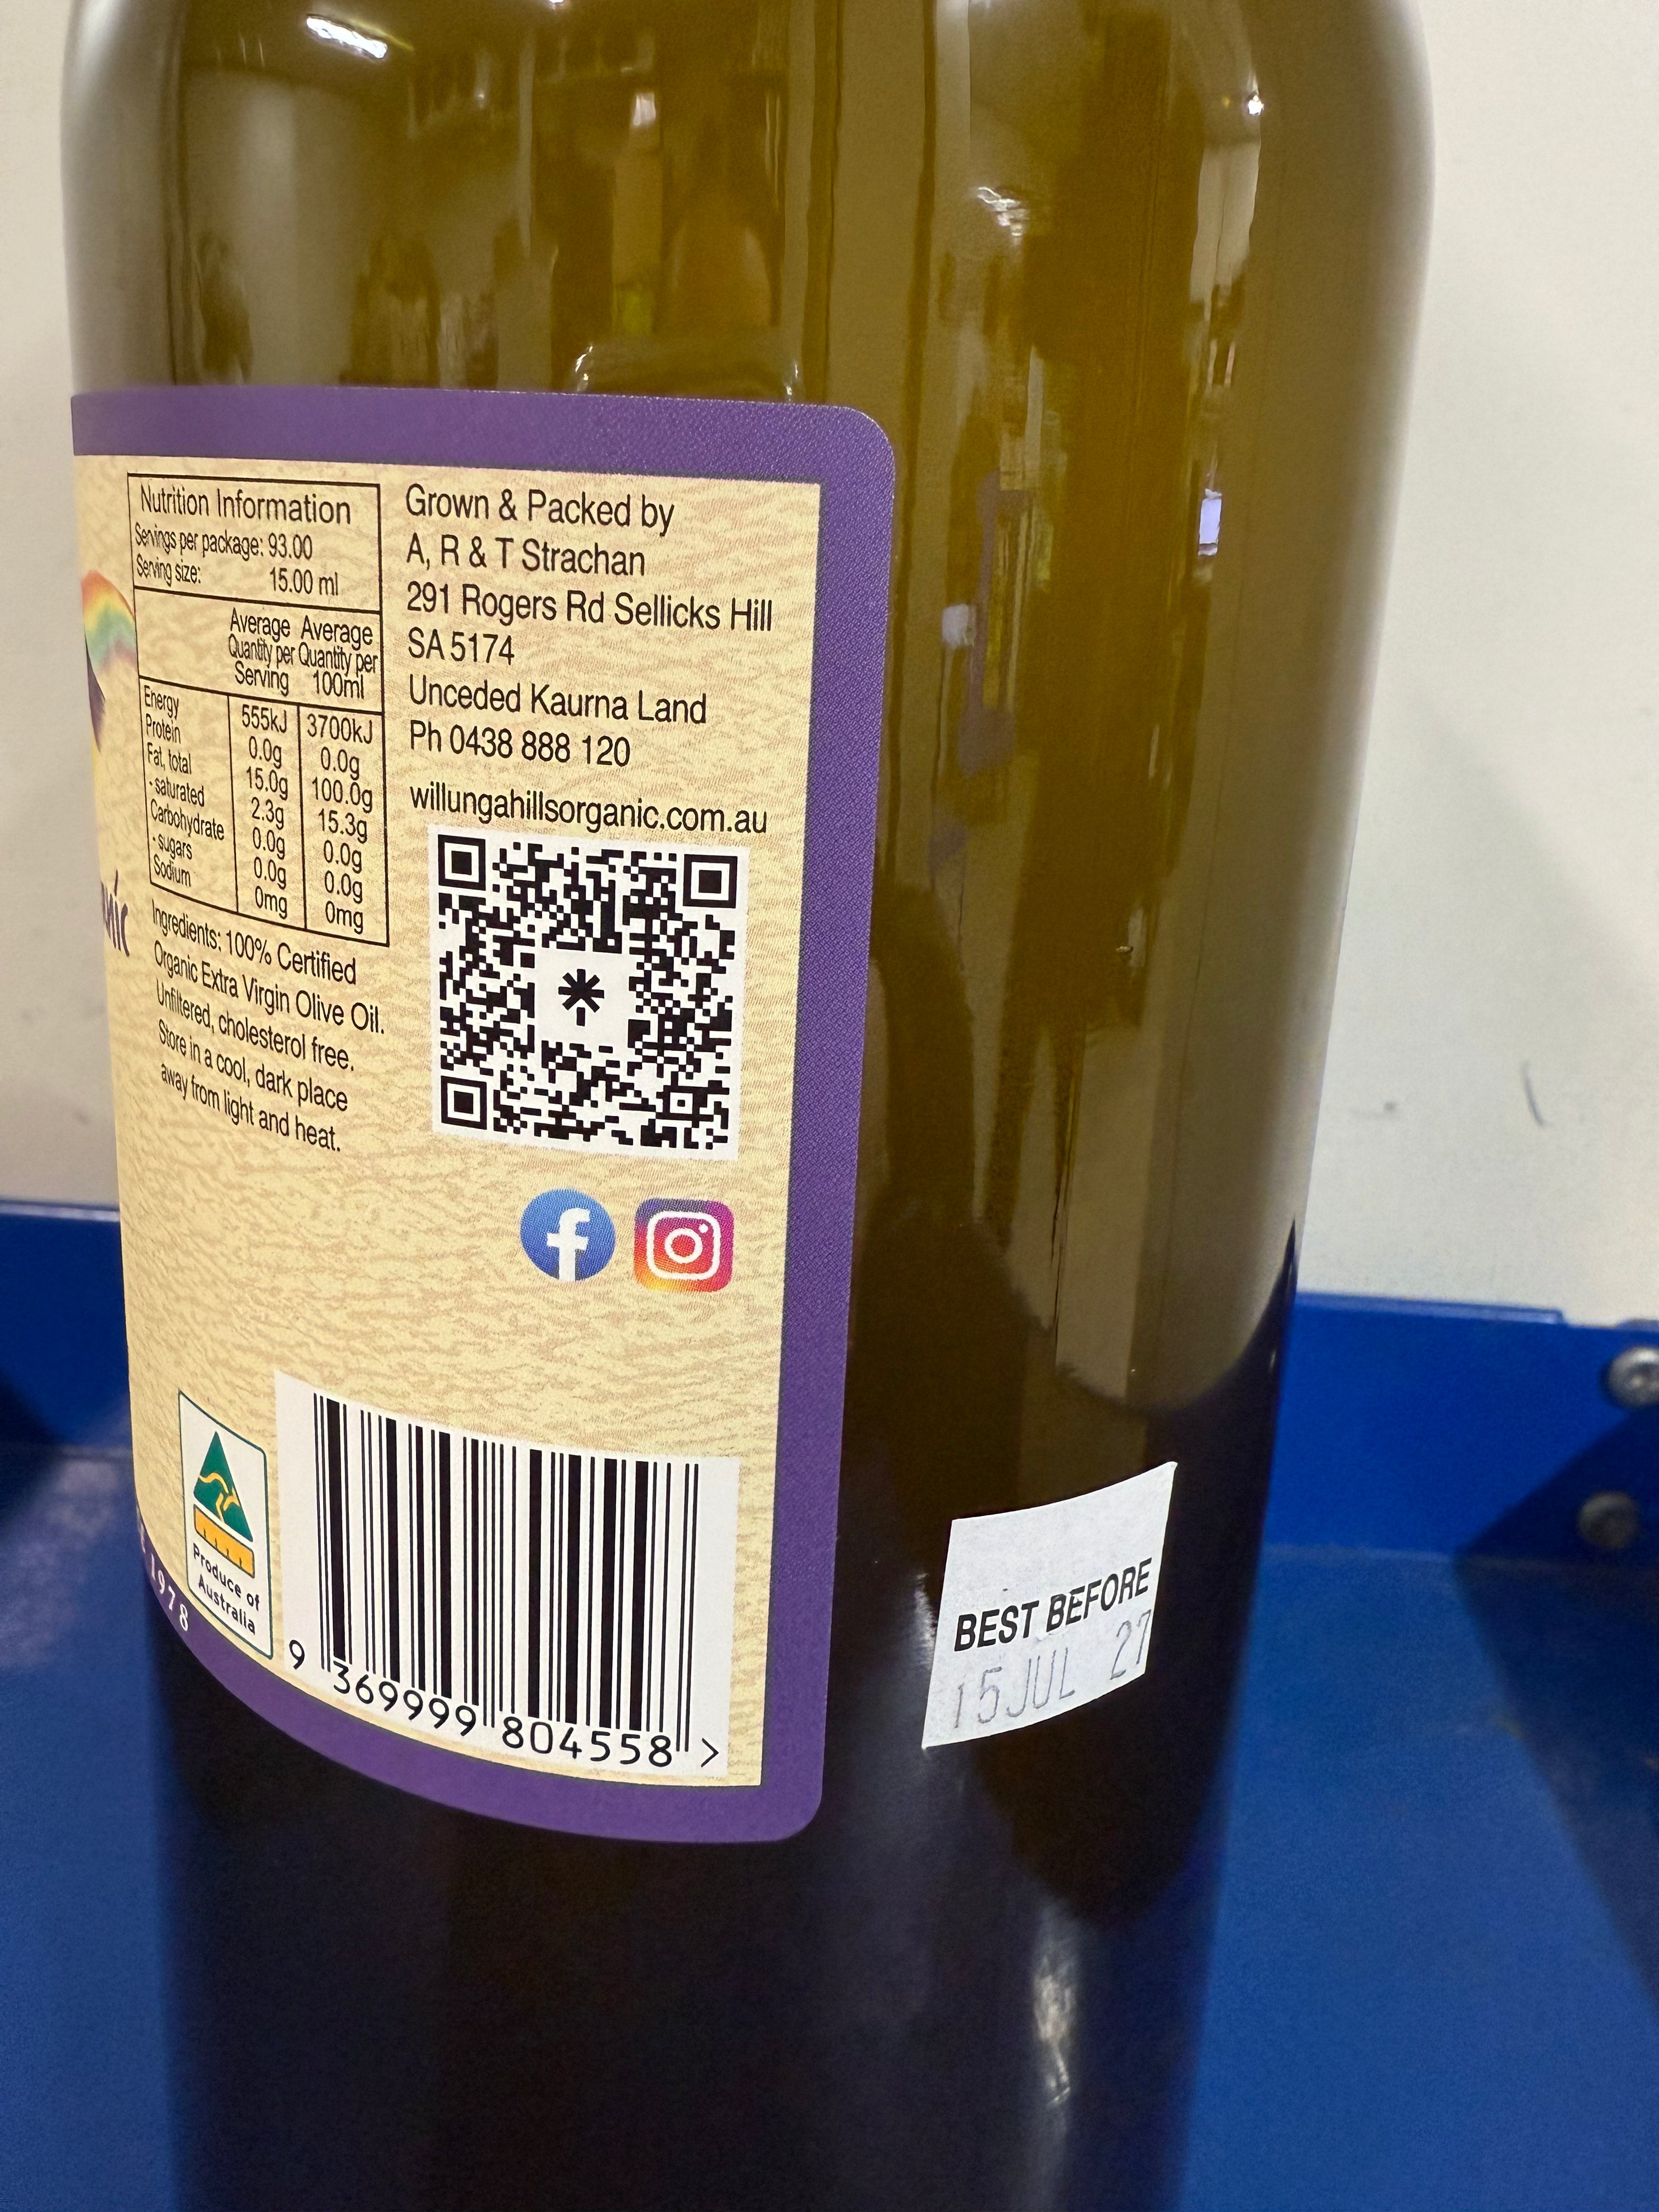 Nutrition Information
Servings per package: 93.00
Serving size: 15.00 ml
Average Quantity per Serving Average Quantity per 100ml
Energy 555kJ 3700kJ
Protein 0.0g 0.0g
Fat, total 15.0g 100.0g
- saturated 2.3g 15.3g
Carbohydrate 0.0g 0.0g
- sugars 0.0g 0.0g
Sodium 0mg 0mg
Ingredients: 100% Certified
Organic Extra Virgin Olive Oil.
Unfiltered, cholesterol free.
Store in a cool, dark place
away from light and heat.
Grown & Packed by
A, R & T Strachan
291 Rogers Rd Sellicks Hill
SA 5174
Unceded Kaurna Land
Ph 0438 888 120
willungahillsorganic.com.au
1978
Produce of
Australia
9 369999 804558 >
BEST BEFORE
15 JUL 27